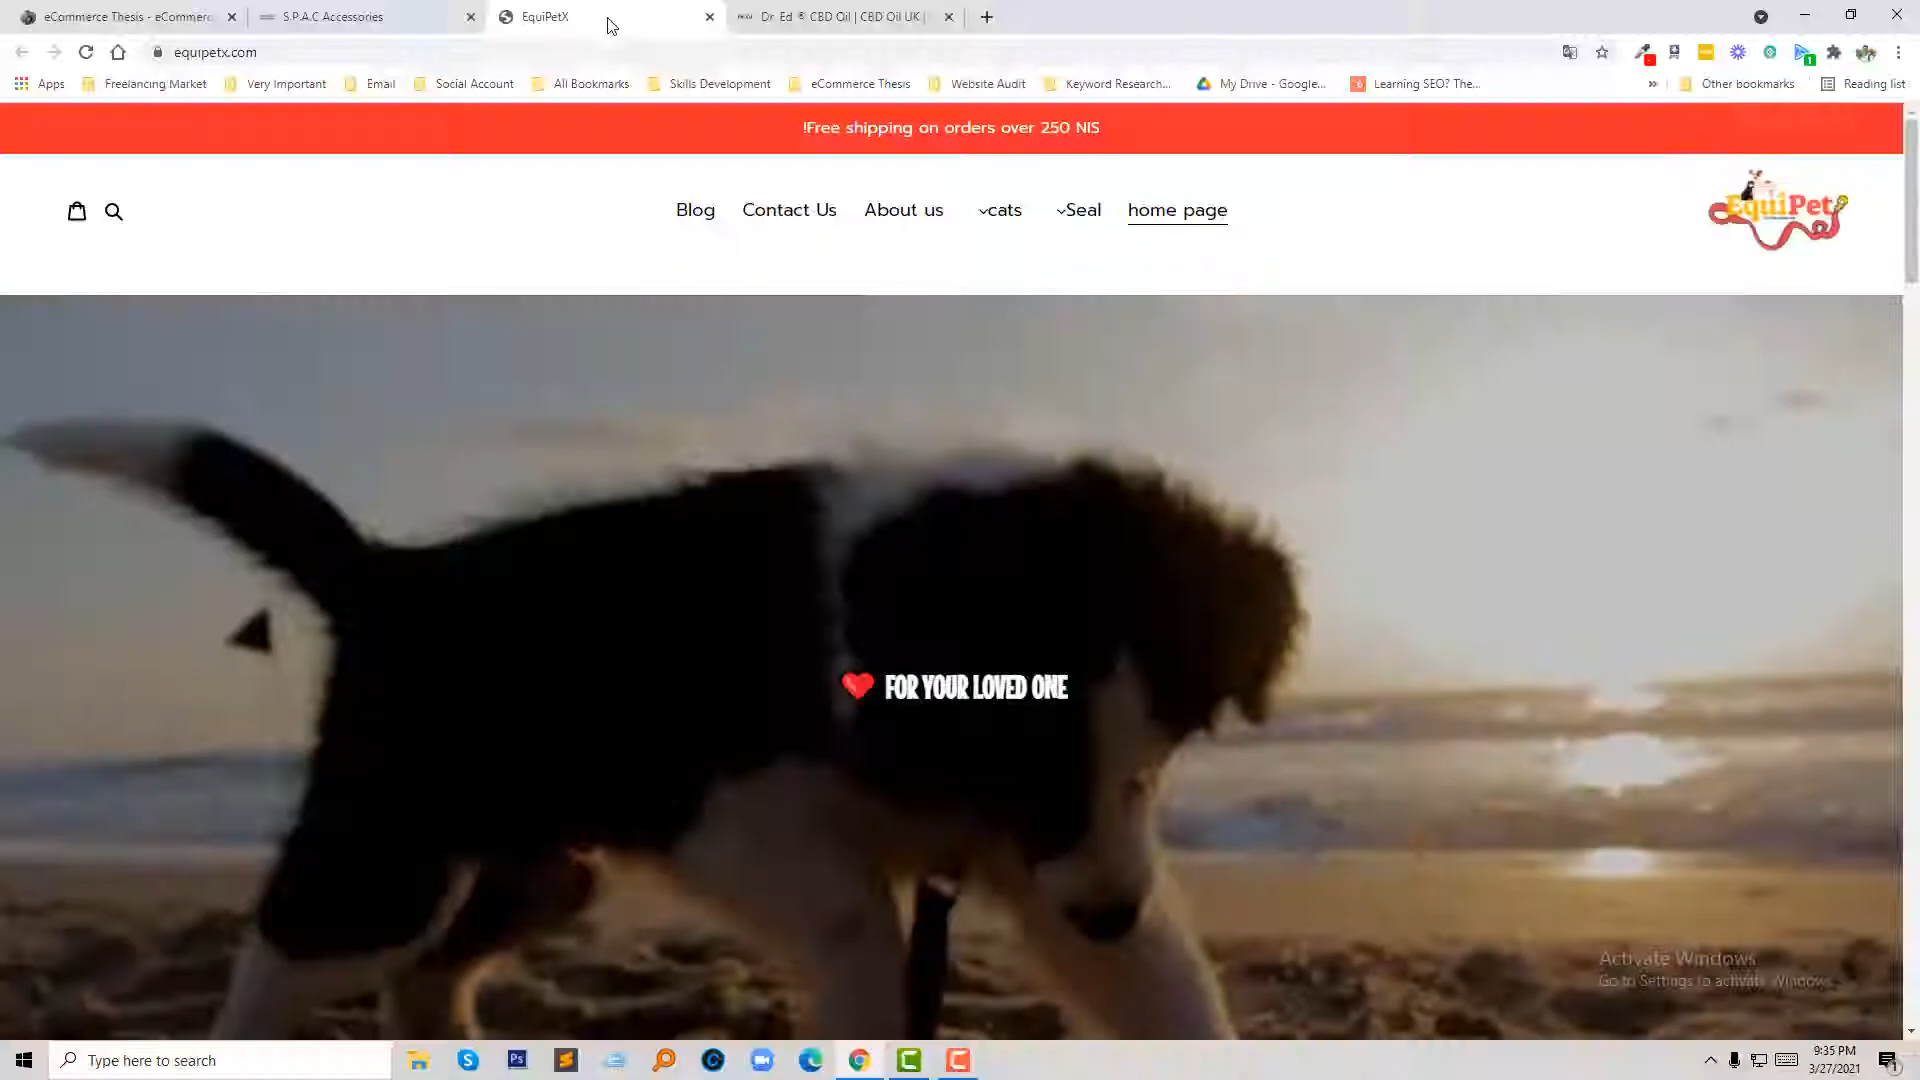 eCommerce Thesis - eCommerc
S.P.A.C Accessories
EquiPetX
Dr. Ed ® CBD Oil | CBD Oil UK |
equipetx.com
Apps
Freelancing Market
Very Important
Email
Social Account
All Bookmarks
Skills Development
eCommerce Thesis
Website Audit
Keyword Research...
My Drive - Google...
Learning SEO? The...
»
Other bookmarks
Reading list
!Free shipping on orders over 250 NIS
Blog
Contact Us
About us
cats
Seal
home page
EquiPet
FOR YOUR LOVED ONE
Activate Windows
Go to Settings to activate Windows.
Type here to search
Ps
9:35 PM
3/27/2021